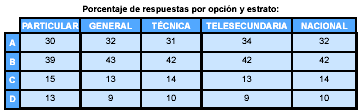 Porcentaje de respuestas por opción y estrato:
PARTICULAR GENERAL TÉCNICA TELESECUNDARIA NACIONAL
A 30 32 31 34 32
B 39 43 42 42 42
C 15 13 14 13 14
D 13 9 10 9 10